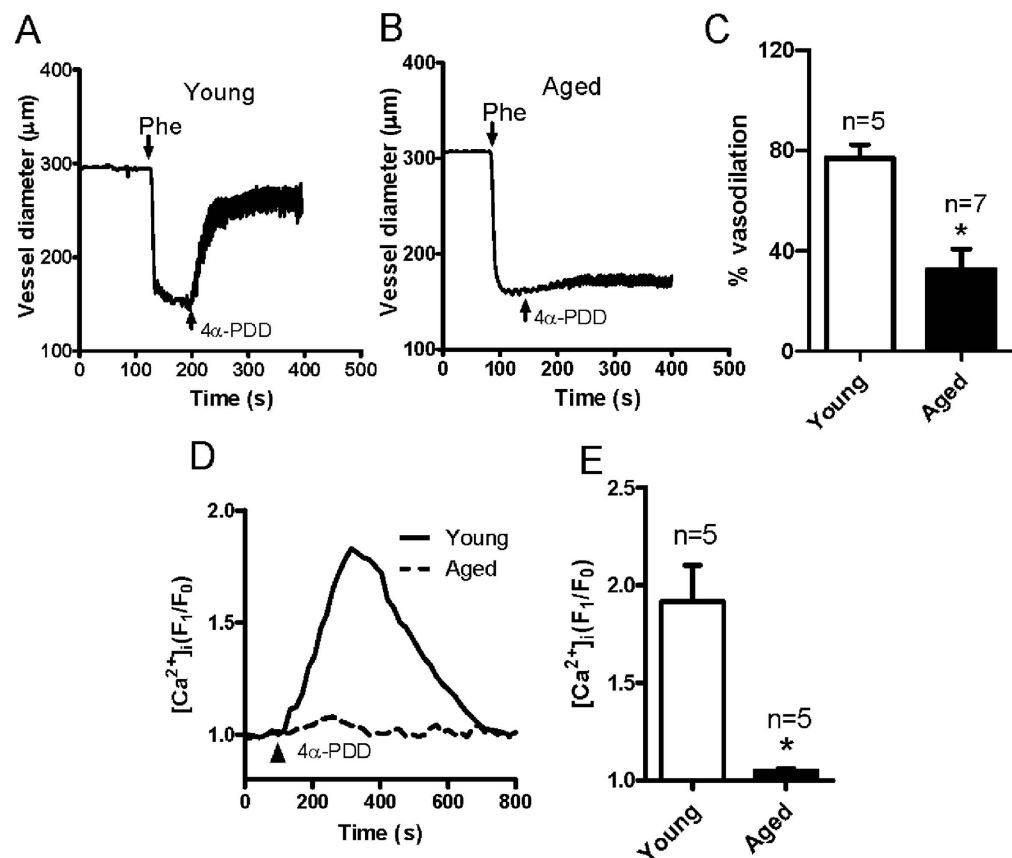 A
Young
Phe
4α-PDD
Vessel diameter (μm)
400
300
200
100
0 100 200 300 400 500
Time (s)
B
Aged
Phe
4α-PDD
Vessel diameter (μm)
400
300
200
100
0 100 200 300 400 500
Time (s)
C
% vasodilation
120
80
40
0
n=5
n=7
*
Young
Aged
D
[Ca²⁺]ᵢ(F₁/F₀)
2.0
1.5
1.0
Young
Aged
4α-PDD
0 200 400 600 800
Time (s)
E
[Ca²⁺]ᵢ(F₁/F₀)
2.5
2.0
1.5
1.0
n=5
n=5
*
Young
Aged